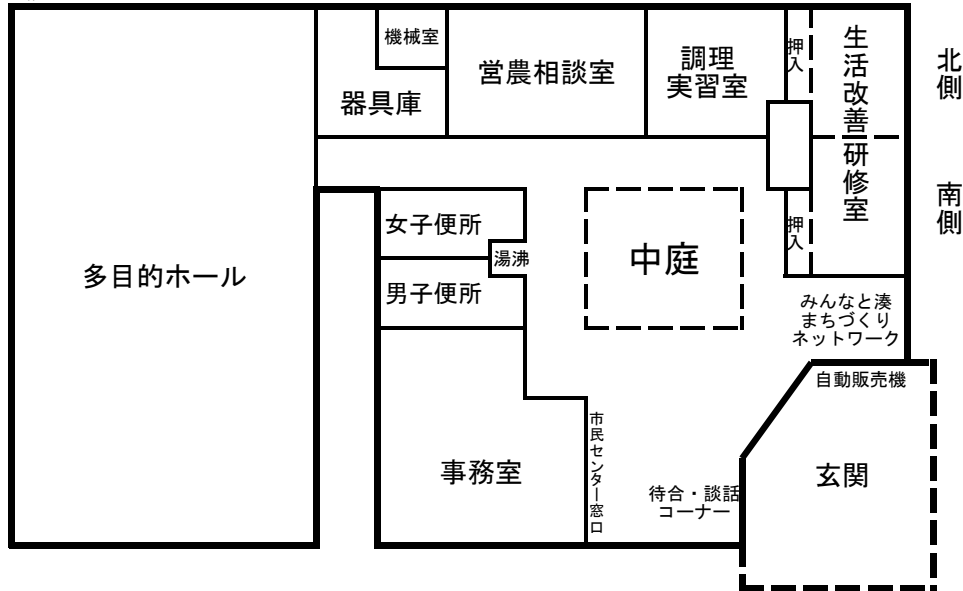 機械室
器具庫
営農相談室
調理
実習室
押入
生活改善研修室
北側
南側
押入
多目的ホール
女子便所
湯沸
男子便所
中庭
みんなと湊
まちづくり
ネットワーク
自動販売機
事務室
市民センター窓口
待合・談話
コーナー
玄関